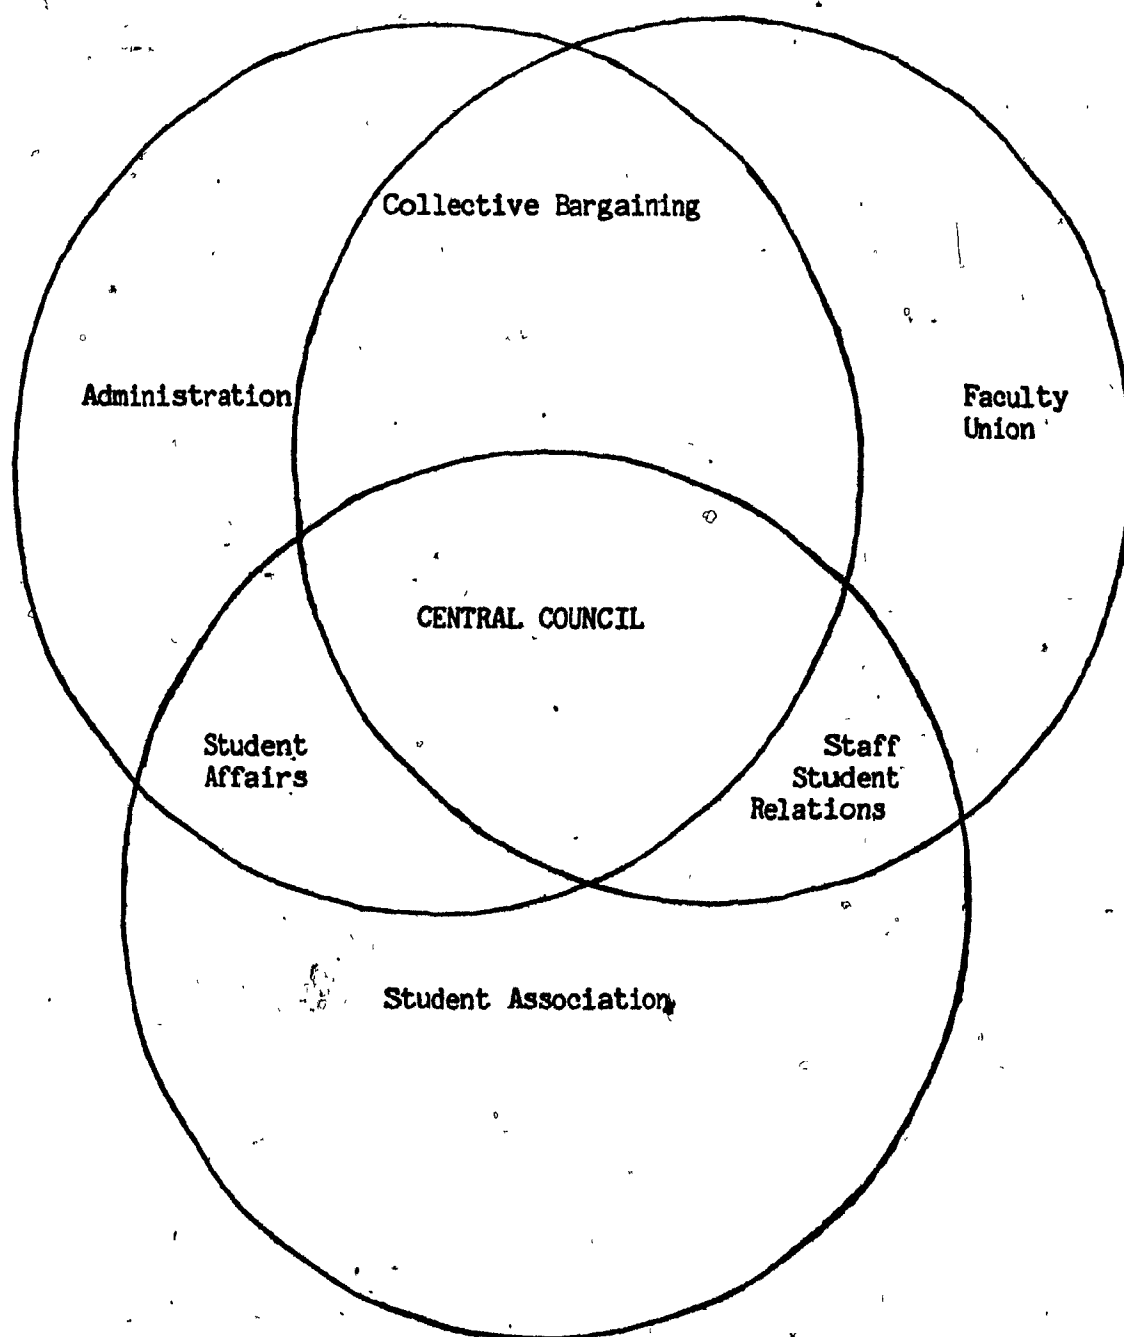 Collective Bargaining
Administration
Faculty
Union
CENTRAL COUNCIL
Student
Affairs
Staff
Student
Relations
Student Association